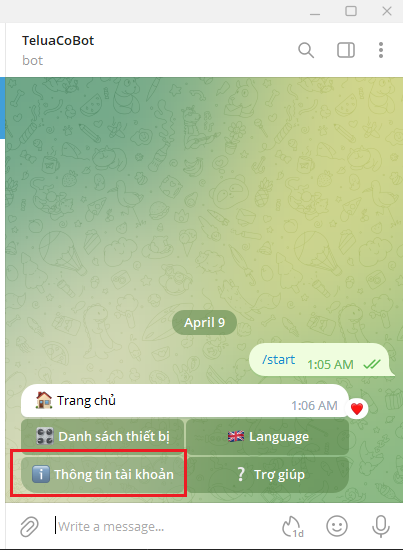 TeluaCoBot
bot
April 9
/start 1:05 AM
🏠 Trang chủ
1:06 AM
🎛 Danh sách thiết bị
🇬🇧 Language
ℹ️ Thông tin tài khoản
❔ Trợ giúp
Write a message...
1d